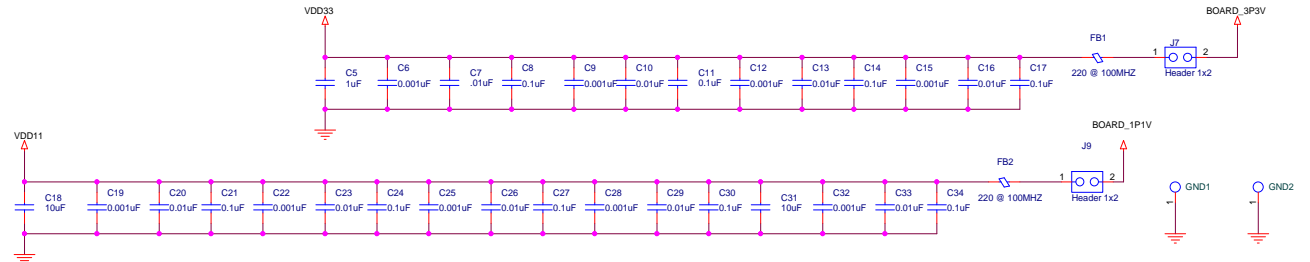 VDD33
BOARD_3P3V
FB1
J7
1 2
C5 1uF
C6 0.001uF
C7 .01uF
C8 0.1uF
C9 0.001uF
C10 0.01uF
C11 0.1uF
C12 0.001uF
C13 0.01uF
C14 0.1uF
C15 0.001uF
C16 0.01uF
C17 0.1uF
220 @ 100MHZ
Header 1x2
VDD11
BOARD_1P1V
J9
FB2
1 2
C18 10uF
C19 0.001uF
C20 0.01uF
C21 0.1uF
C22 0.001uF
C23 0.01uF
C24 0.1uF
C25 0.001uF
C26 0.01uF
C27 0.1uF
C28 0.001uF
C29 0.01uF
C30 0.1uF
C31 10uF
C32 0.001uF
C33 0.01uF
C34 0.1uF
220 @ 100MHZ
Header 1x2
GND1
1
GND2
1